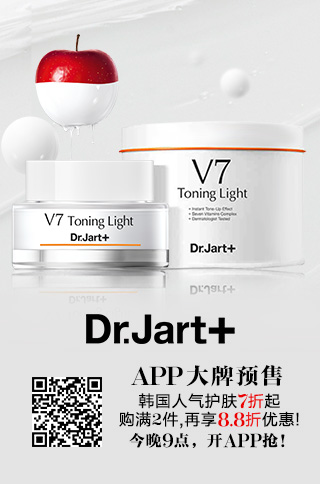 V7
Toning Light
• Instant Tone-Up Effect
• Seven Vitamins Complex
• Dermatologist Tested
Dr.Jart+
V7 Toning Light
Dr.Jart+
Dr.Jart+
APP大牌预售
韩国人气护肤7折起
购满2件,再享8.8折优惠!
今晚9点，开APP抢!